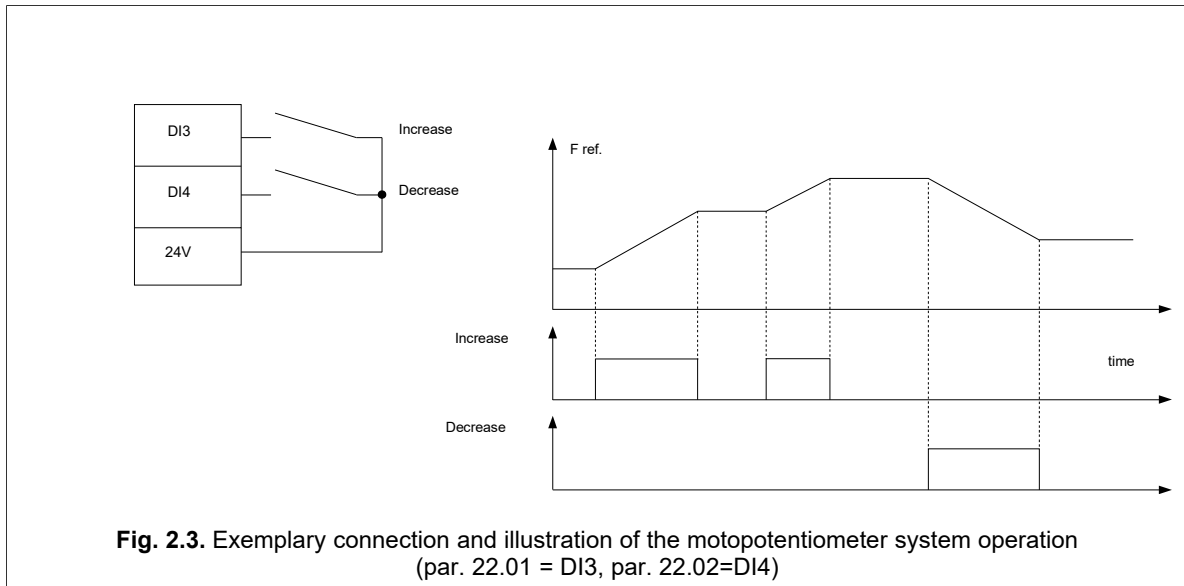 DI3
Increase
DI4
Decrease
24V
F ref.
Increase
time
Decrease
Fig. 2.3. Exemplary connection and illustration of the motopotentiometer system operation
(par. 22.01 = DI3, par. 22.02=DI4)